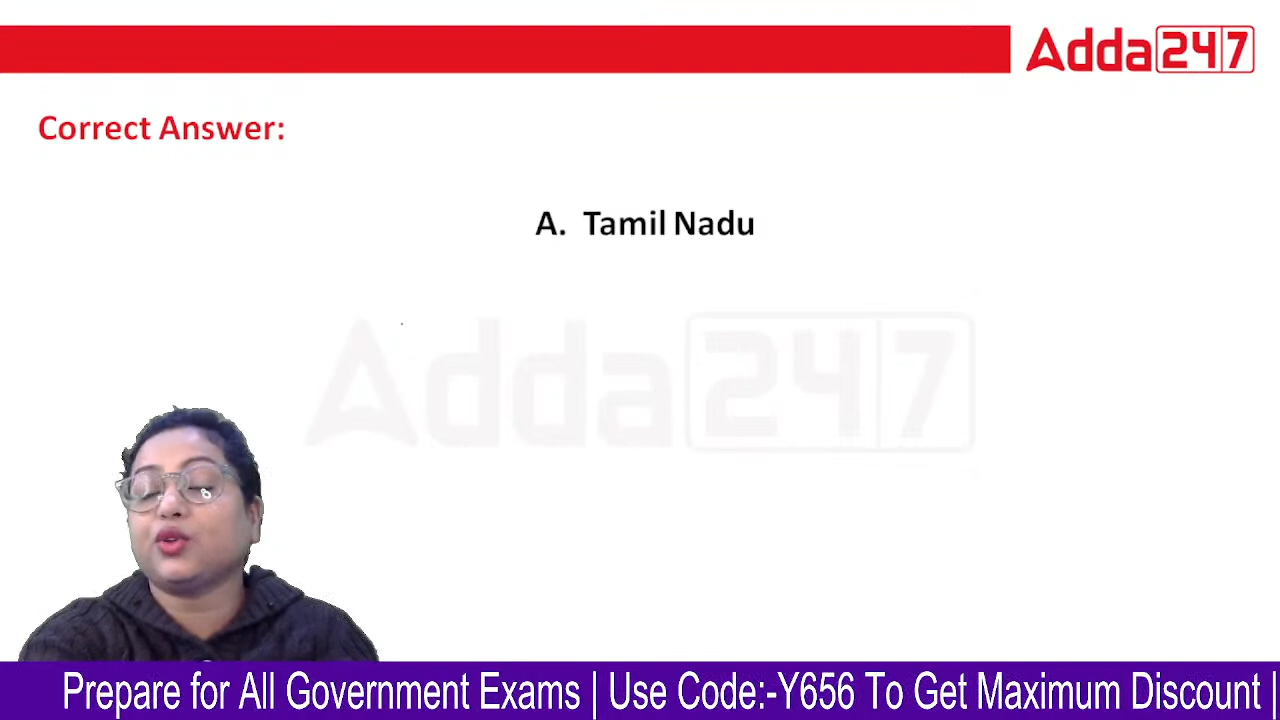 Adda247
Correct Answer:
A. Tamil Nadu
Adda247
Prepare for All Government Exams | Use Code:-Y656 To Get Maximum Discount |